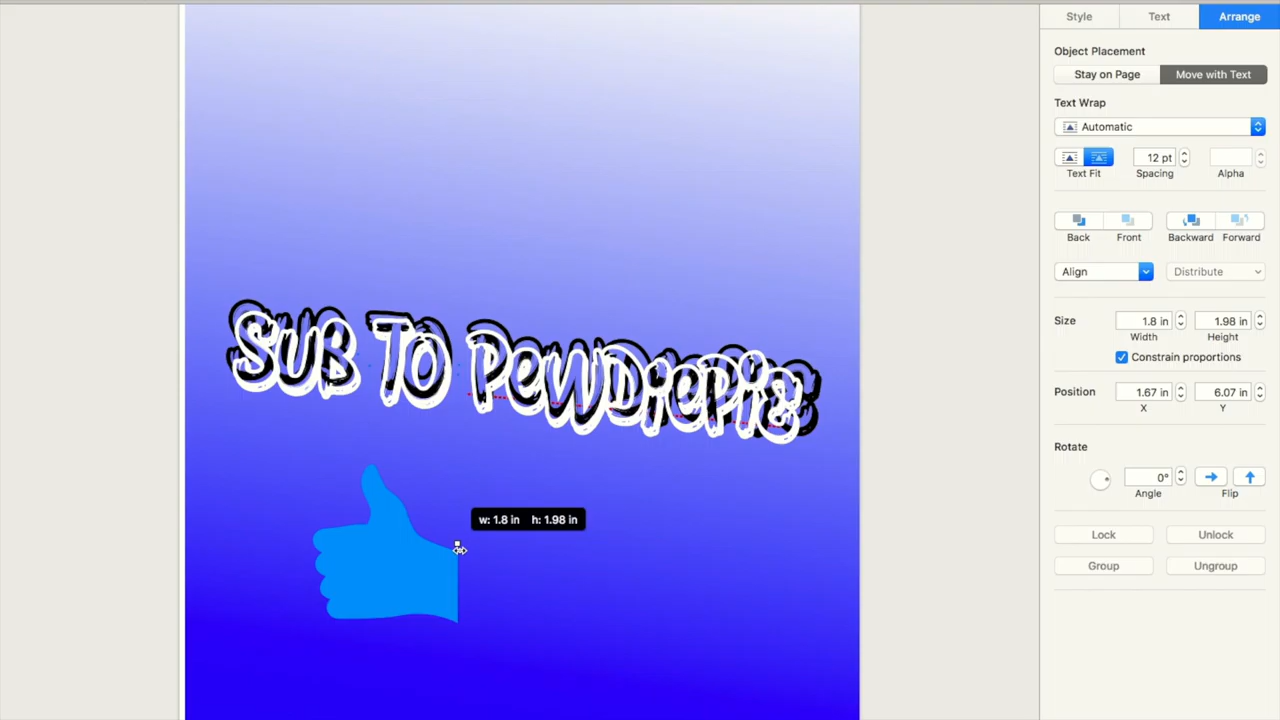 Style Text Arrange
Object Placement
Stay on Page Move with Text
Text Wrap
Automatic
12 pt
Text Fit Spacing Alpha
Back Front Backward Forward
Align Distribute
Size 1.8 in 1.98 in
Width Height
Constrain proportions
Position 1.67 in 6.07 in
X Y
Rotate 0°
Angle Flip
Lock Unlock
Group Ungroup
SUB TO PeWDiePie
w: 1.8 in h: 1.98 in